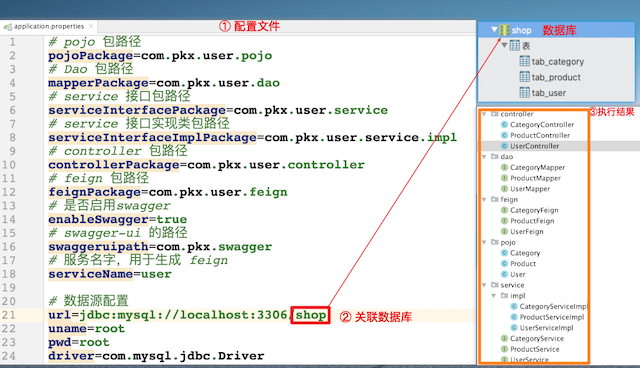 application.properties ×
① 配置文件
1 # pojo 包路径
2 pojoPackage=com.pkx.user.pojo
3 # Dao 包路径
4 mapperPackage=com.pkx.user.dao
5 # service 接口包路径
6 serviceInterfacePackage=com.pkx.user.service
7 # service 接口实现类包路径
8 serviceInterfaceImplPackage=com.pkx.user.service.impl
9 # controller 包路径
10 controllerPackage=com.pkx.user.controller
11 # feign 包路径
12 feignPackage=com.pkx.user.feign
13 # 是否启用swagger
14 enableSwagger=true
15 # swagger-ui 的路径
16 swaggeruipath=com.pkx.swagger
17 # 服务名字，用于生成 feign
18 serviceName=user
19
20 # 数据源配置
21 url=jdbc:mysql://localhost:3306/shop
② 关联数据库
22 uname=root
23 pwd=root
24 driver=com.mysql.jdbc.Driver
shop 数据库
表
tab_category
tab_product
tab_user
③执行结果
controller
CategoryController
ProductController
UserController
dao
CategoryMapper
ProductMapper
UserMapper
feign
CategoryFeign
ProductFeign
UserFeign
pojo
Category
Product
User
service
impl
CategoryServiceImpl
ProductServiceImpl
UserServiceImpl
CategoryService
ProductService
UserService